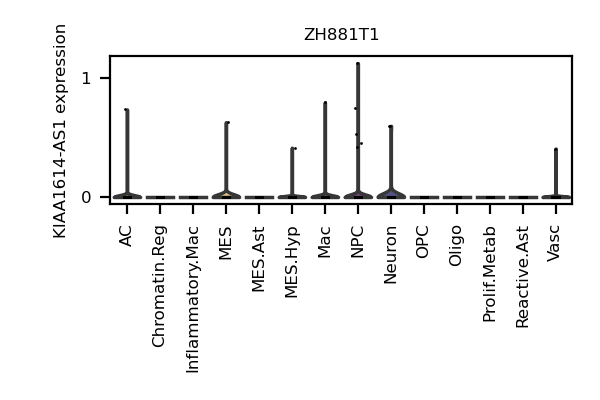 ZH881T1
KIAA1614-AS1 expression
1
0
AC
Chromatin.Reg
Inflammatory.Mac
MES
MES.Ast
MES.Hyp
Mac
NPC
Neuron
OPC
Oligo
Prolif.Metab
Reactive.Ast
Vasc